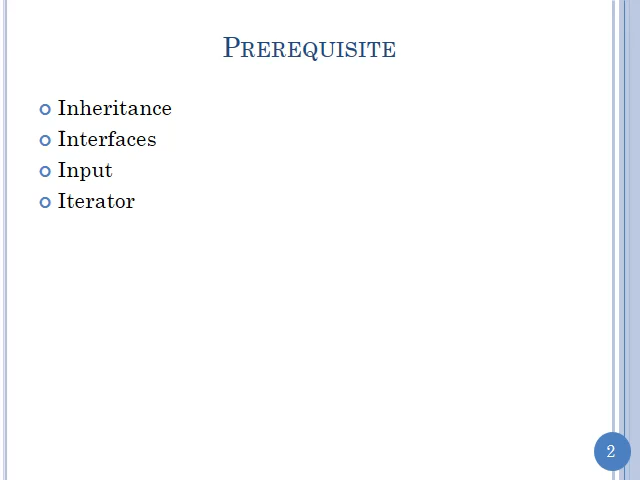 Prerequisite
Inheritance
Interfaces
Input
Iterator
2